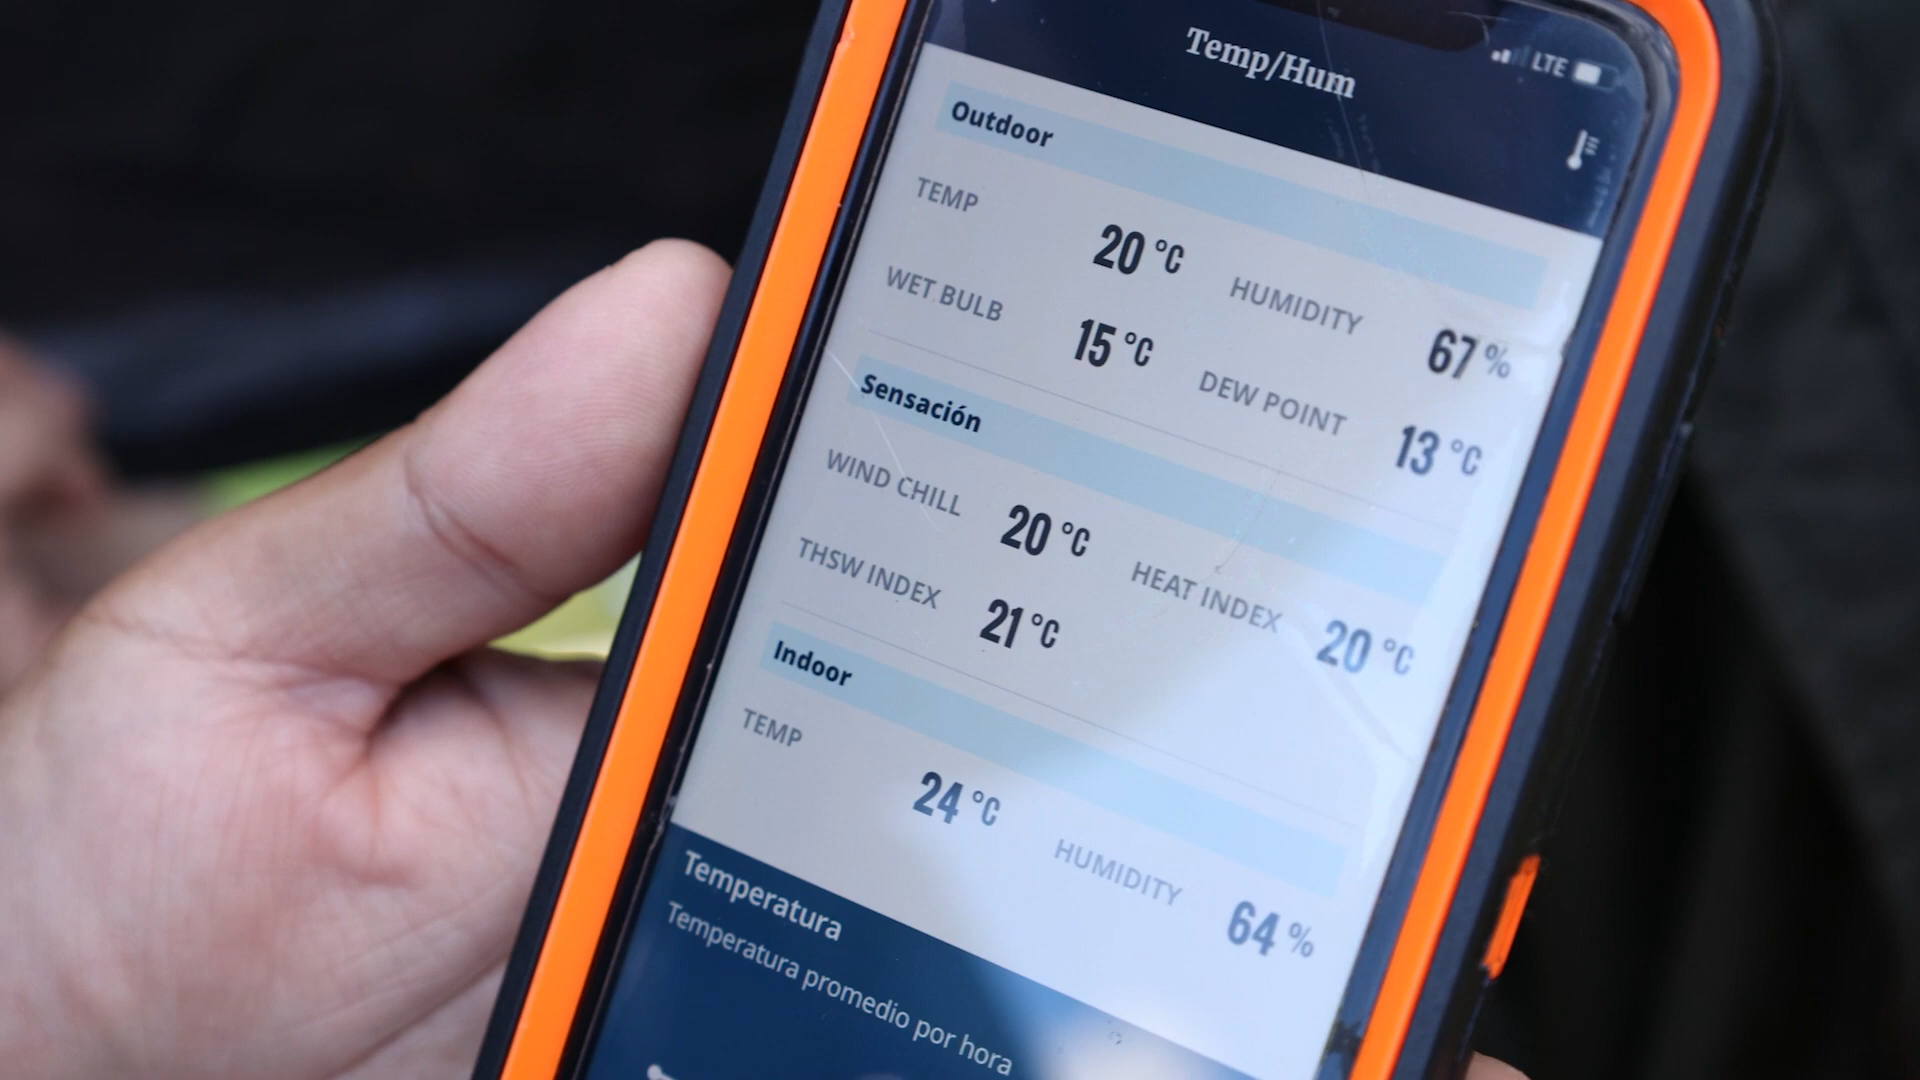 Temp/Hum
LTE
Outdoor
TEMP 20 °C HUMIDITY 67 %
WET BULB 15 °C DEW POINT 13 °C
Sensación
WIND CHILL 20 °C HEAT INDEX 20 °C
THSW INDEX 21 °C
Indoor
TEMP 24 °C HUMIDITY 64 %
Temperatura
Temperatura promedio por hora